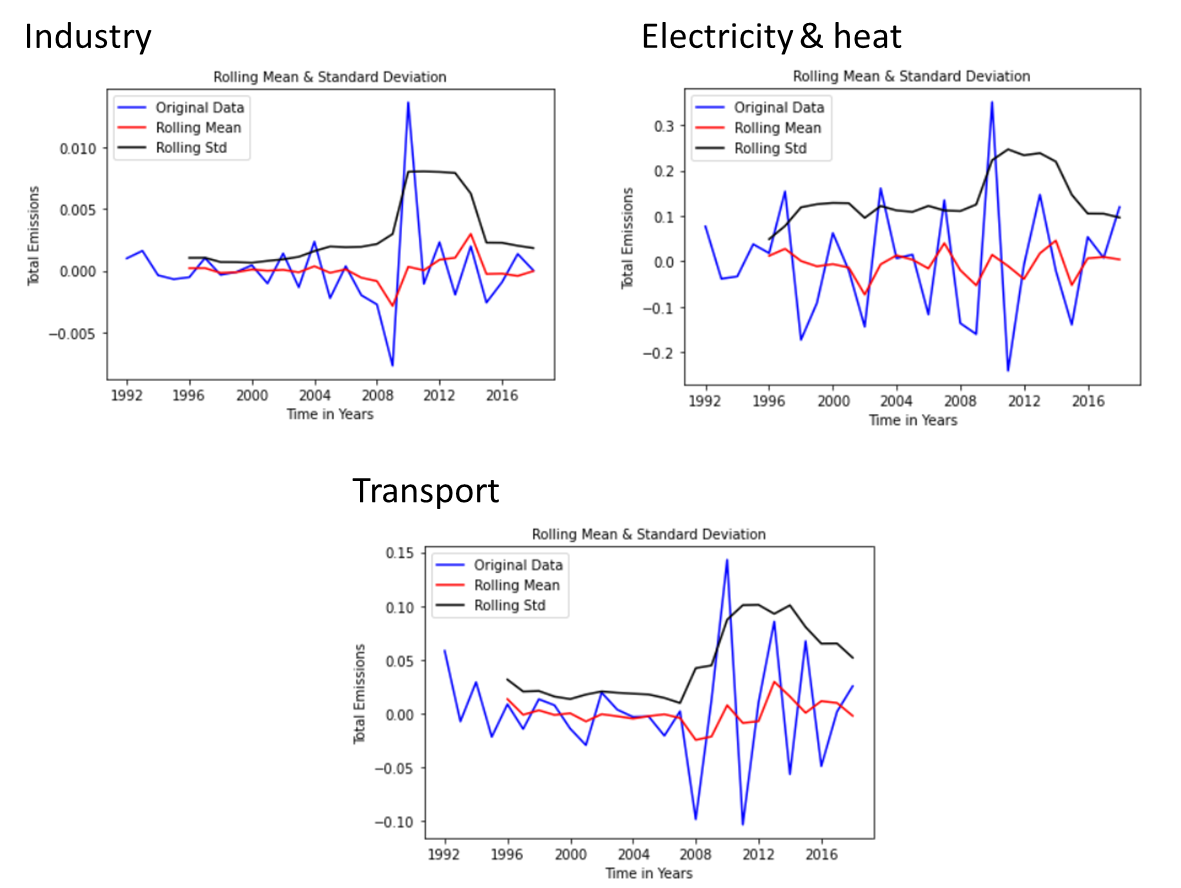 Industry
Rolling Mean & Standard Deviation
Original Data
Rolling Mean
Rolling Std
0.010
0.005
0.000
−0.005
Total Emissions
1992 1996 2000 2004 2008 2012 2016
Time in Years
Electricity & heat
Rolling Mean & Standard Deviation
Original Data
Rolling Mean
Rolling Std
0.3
0.2
0.1
0.0
−0.1
−0.2
Total Emissions
1992 1996 2000 2004 2008 2012 2016
Time in Years
Transport
Rolling Mean & Standard Deviation
Original Data
Rolling Mean
Rolling Std
0.15
0.10
0.05
0.00
−0.05
−0.10
Total Emissions
1992 1996 2000 2004 2008 2012 2016
Time in Years